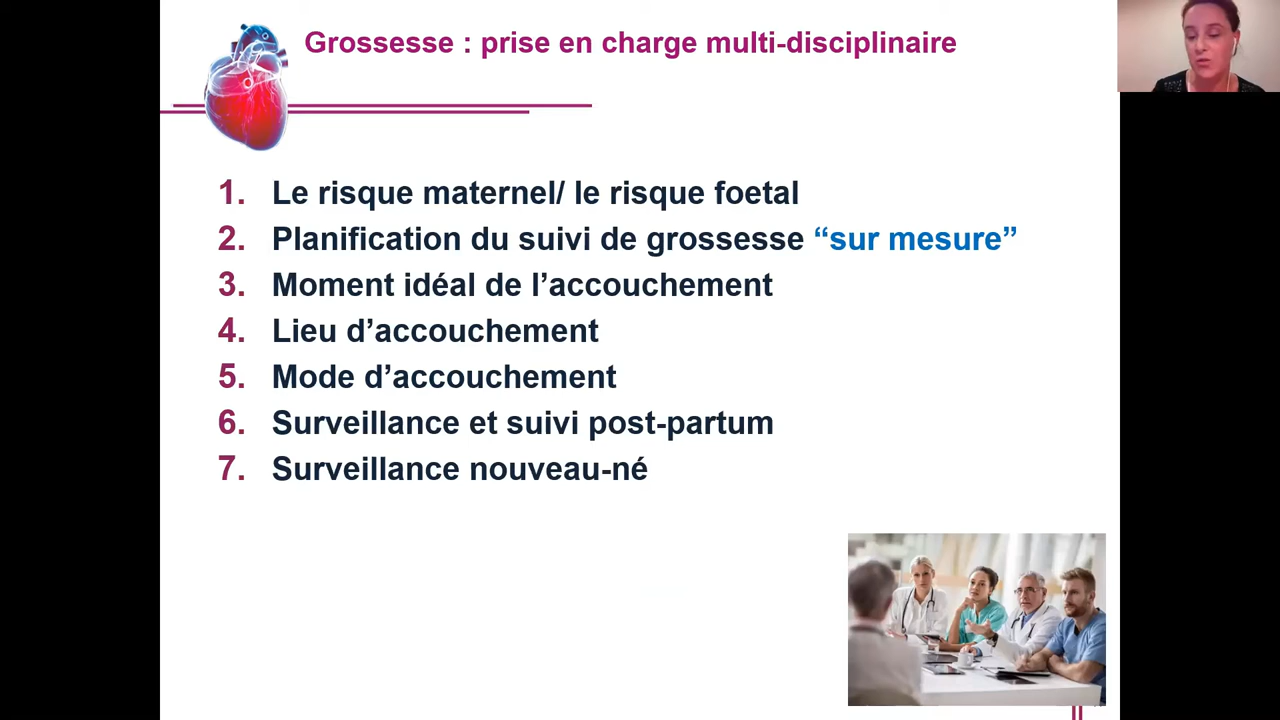 Grossesse : prise en charge multi-disciplinaire
1. Le risque maternel/ le risque foetal
2. Planification du suivi de grossesse “sur mesure”
3. Moment idéal de l’accouchement
4. Lieu d’accouchement
5. Mode d’accouchement
6. Surveillance et suivi post-partum
7. Surveillance nouveau-né